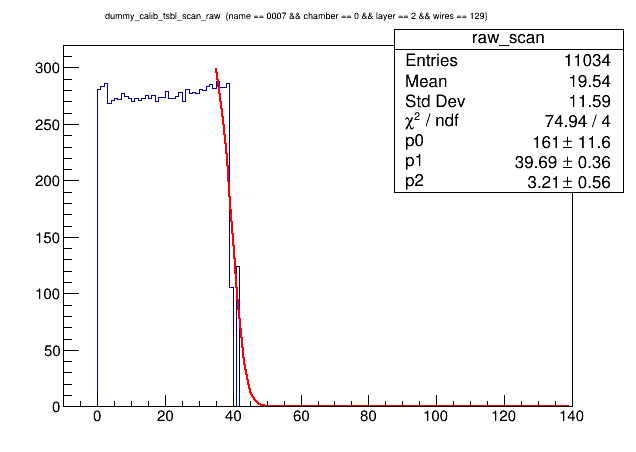 dummy_calib_tsbl_scan_raw (name == 0007 && chamber == 0 && layer == 2 && wires == 129)
raw_scan
Entries 11034
Mean 19.54
Std Dev 11.59
χ² / ndf 74.94 / 4
p0 161 ± 11.6
p1 39.69 ± 0.36
p2 3.21 ± 0.56
300
250
200
150
100
50
0
0 20 40 60 80 100 120 140